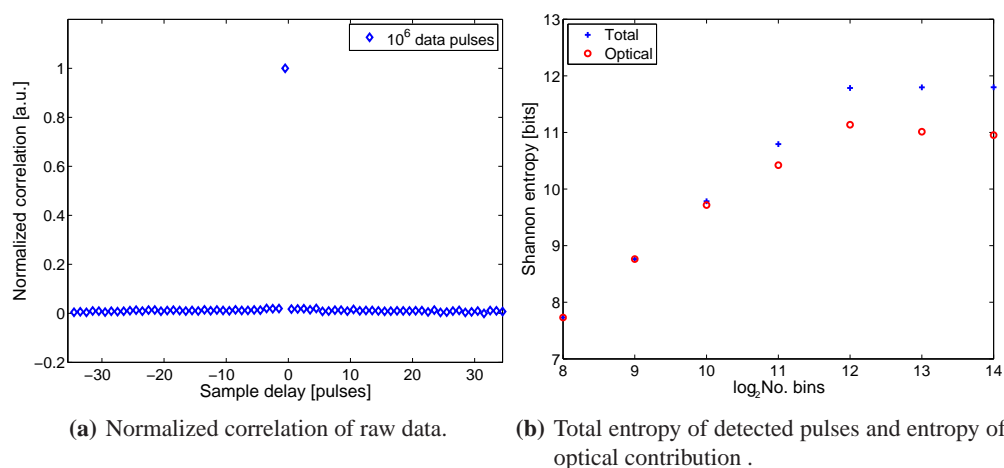 10⁶ data pulses
1
0.8
0.6
0.4
0.2
0
−0.2
Normalized correlation [a.u.]
−30
−20
−10
0
10
20
30
Sample delay [pulses]
(a) Normalized correlation of raw data.
Total
Optical
13
12
11
10
9
8
7
Shannon entropy [bits]
8
9
10
11
12
13
14
log₂No. bins
(b) Total entropy of detected pulses and entropy of
optical contribution .